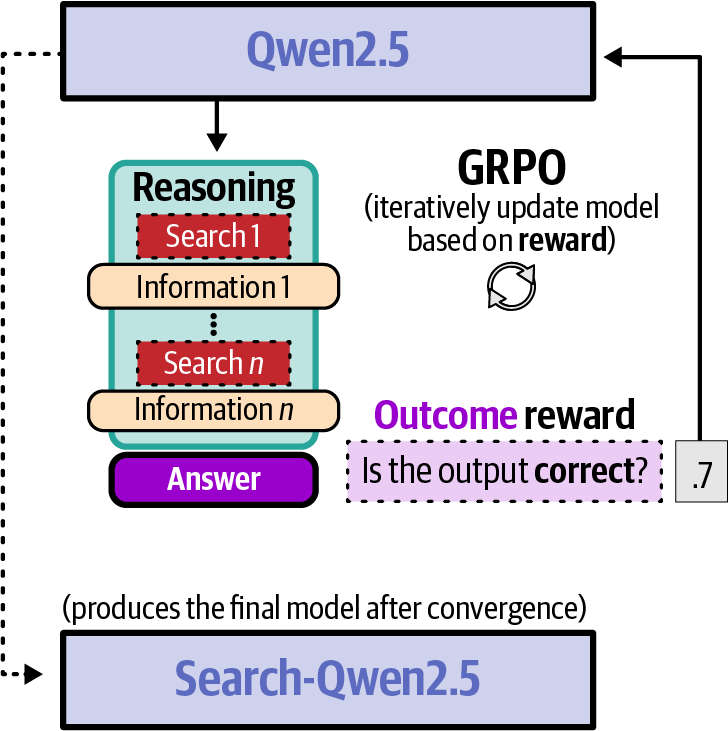 Qwen2.5
Reasoning
Search 1
Information 1
Search n
Information n
Answer
GRPO
(iteratively update model
based on reward)
Outcome reward
Is the output correct?
.7
(produces the final model after convergence)
Search-Qwen2.5